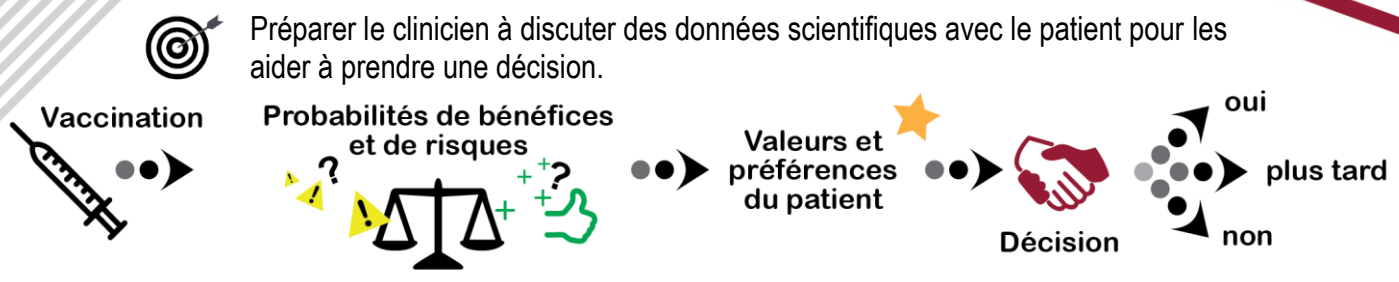 Préparer le clinicien à discuter des données scientifiques avec le patient pour les
aider à prendre une décision.
Vaccination
Probabilités de bénéfices
et de risques
Valeurs et
préférences
du patient
Décision
oui
plus tard
non